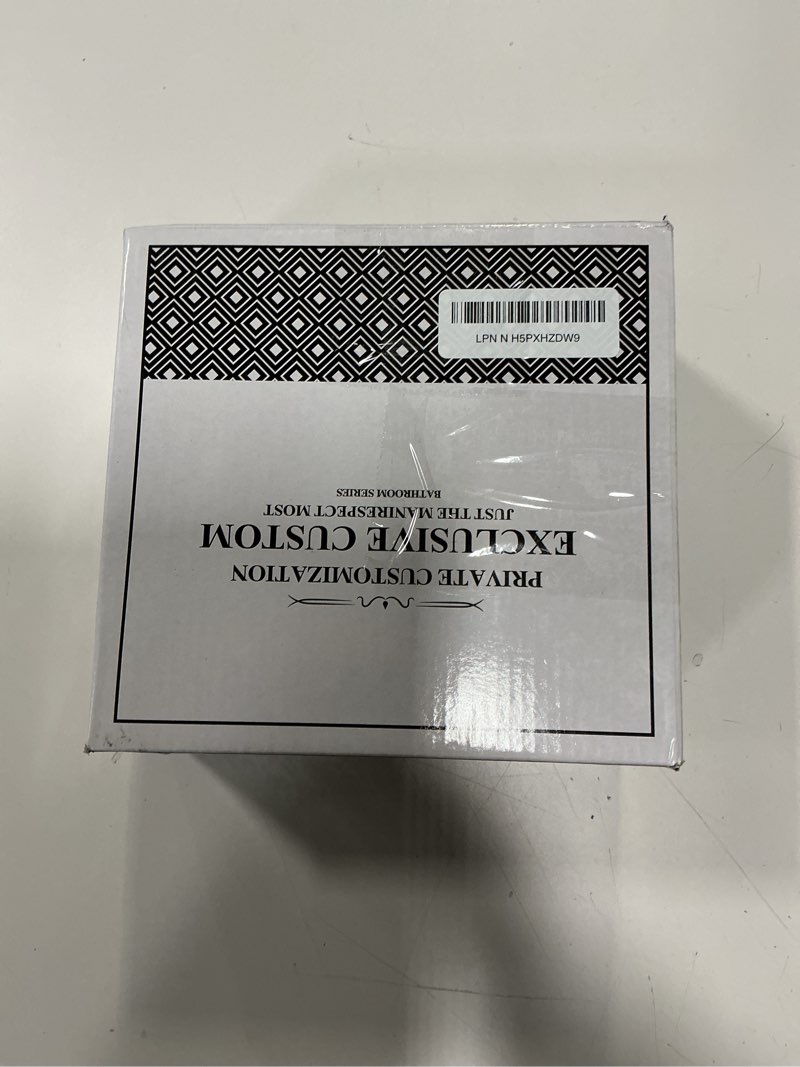 LPN N H5PXHZDW9
PRIVATE CUSTOMIZATION
EXCLUSIVE CUSTOM
JUST THE MANIRESPECT MOST
BATHROOM SERIES